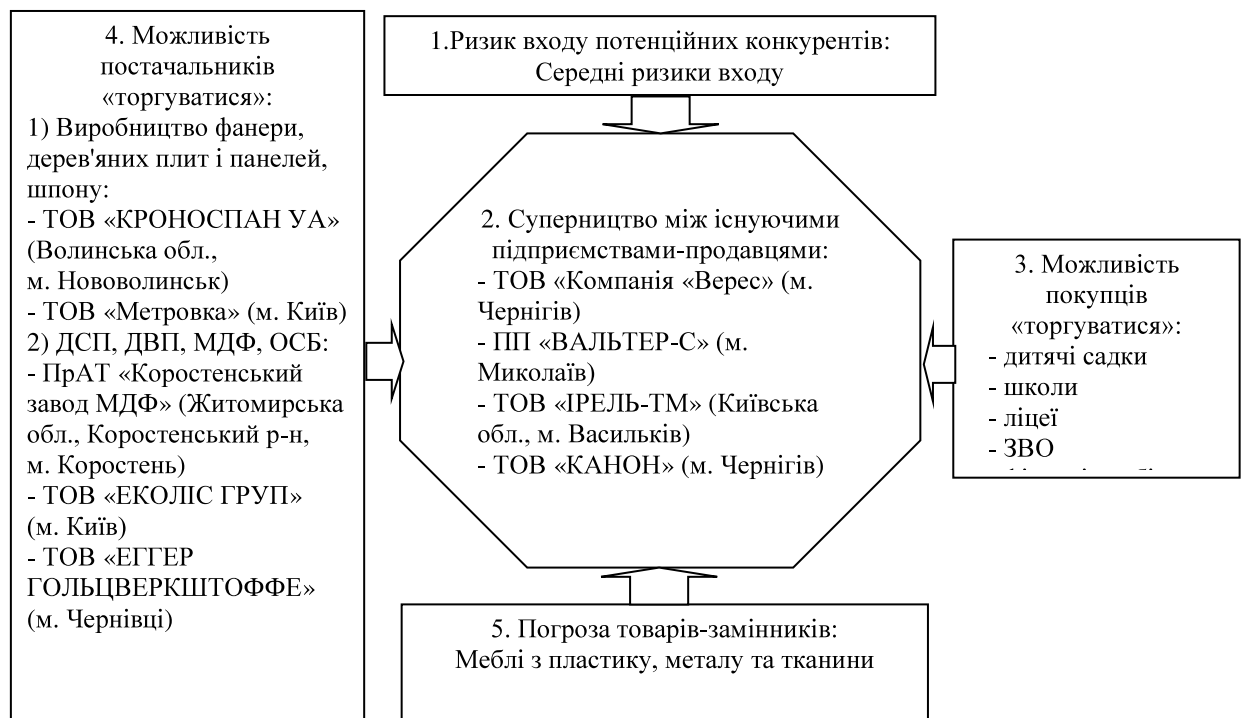 4. Можливість
постачальників
«торгуватися»:
1) Виробництво фанери,
дерев'яних плит і панелей,
шпону:
- ТОВ «КРОНОСПАН УА»
(Волинська обл.,
м. Нововолинськ)
- ТОВ «Метровка» (м. Київ)
2) ДСП, ДВП, МДФ, ОСБ:
- ПрАТ «Коростенський
завод МДФ» (Житомирська
обл., Коростенський р-н,
м. Коростень)
- ТОВ «ЕКОЛІС ГРУП»
(м. Київ)
- ТОВ «ЕГГЕР
ГОЛЬЦВЕРКШТОФФЕ»
(м. Чернівці)
1.Ризик входу потенційних конкурентів:
Середні ризики входу
2. Суперництво між існуючими
підприємствами-продавцями:
- ТОВ «Компанія «Верес» (м.
Чернігів)
- ПП «ВАЛЬТЕР-С» (м.
Миколаїв)
- ТОВ «ІРЕЛЬ-ТМ» (Київська
обл., м. Васильків)
- ТОВ «КАНОН» (м. Чернігів)
3. Можливість
покупців
«торгуватися»:
- дитячі садки
- школи
- ліцеї
- ЗВО
5. Погроза товарів-замінників:
Меблі з пластику, металу та тканини